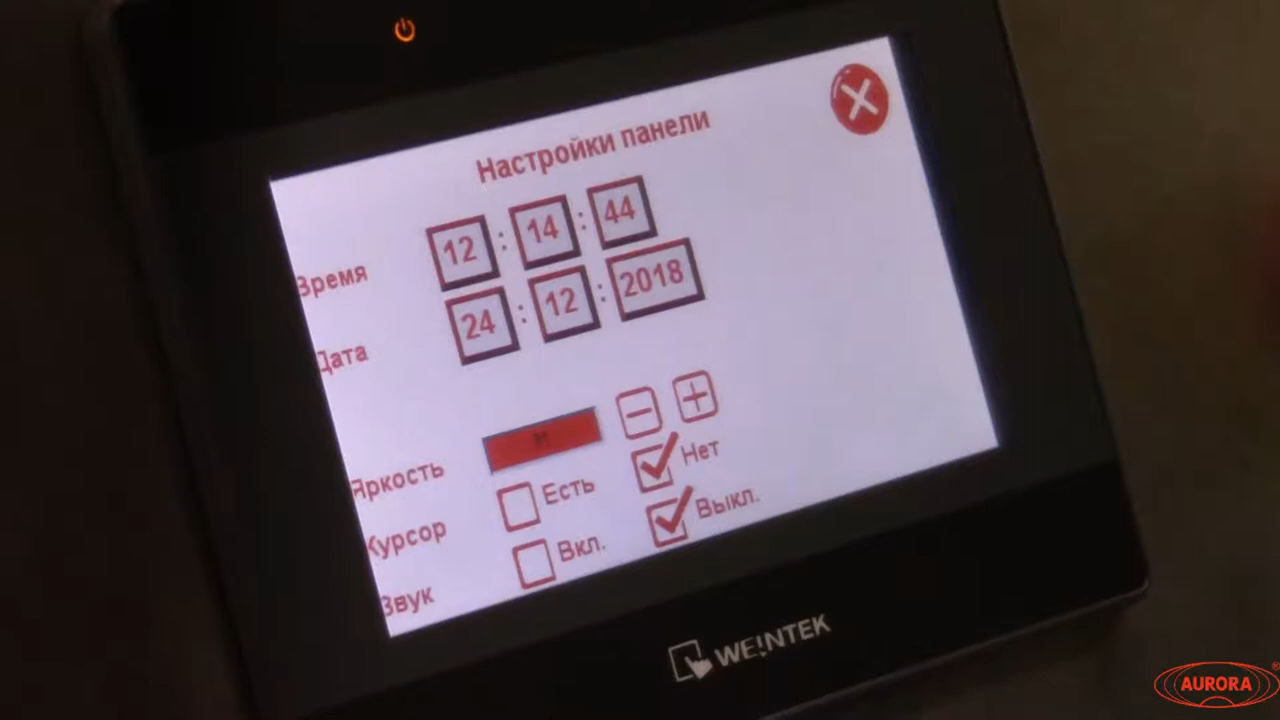 Настройки панели
Время 12 : 14 : 44
Дата 24 : 12 : 2018
Яркость
Курсор Есть Нет
Звук Вкл. Выкл.
WEINTEK
AURORA®